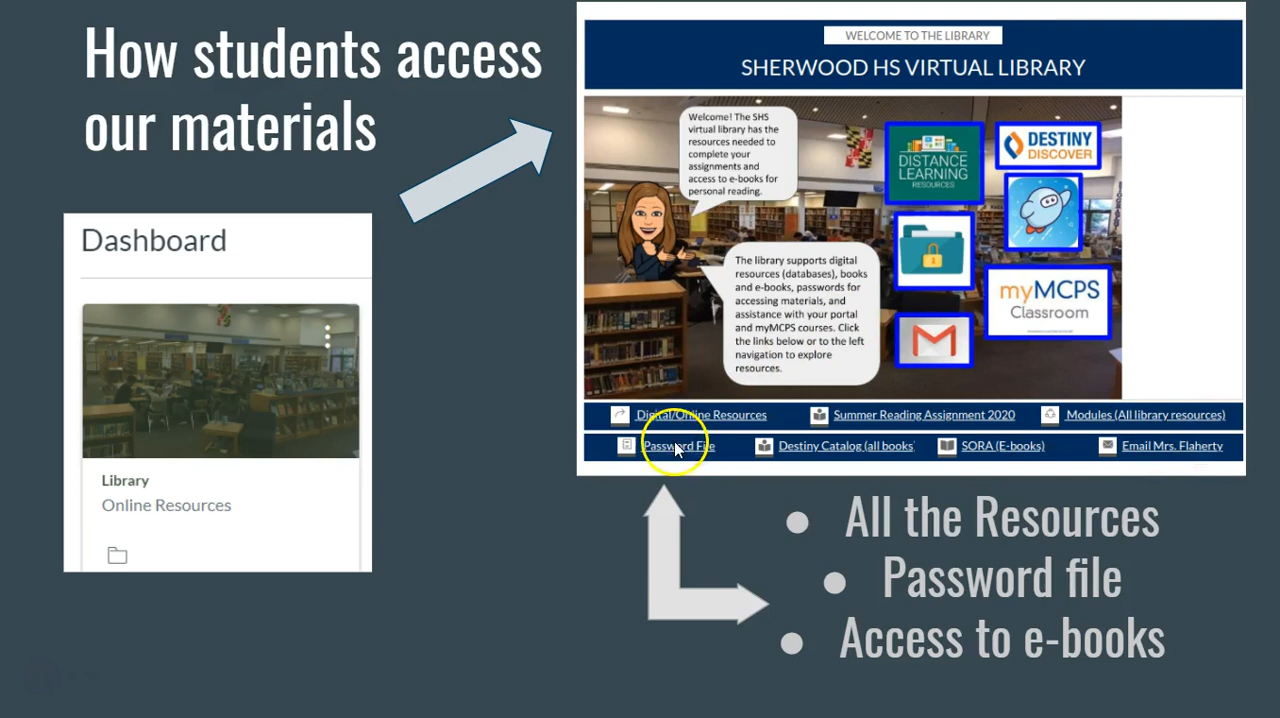 How students access
our materials
Dashboard
Library
Online Resources
WELCOME TO THE LIBRARY
SHERWOOD HS VIRTUAL LIBRARY
Welcome! The SHS
virtual library has the
resources needed to
complete your
assignments and
access to e-books for
personal reading.
The library supports digital
resources (databases), books
and e-books, passwords for
accessing materials, and
assistance with your portal
and myMCPS courses. Click
the links below or to the left
navigation to explore
resources.
DISTANCE
LEARNING
RESOURCES
DESTINY
DISCOVER
myMCPS
Classroom
Digital/Online Resources
Summer Reading Assignment 2020
Modules (All library resources)
Password File
Destiny Catalog (all books)
SORA (E-books)
Email Mrs. Flaherty
● All the Resources
● Password file
● Access to e-books